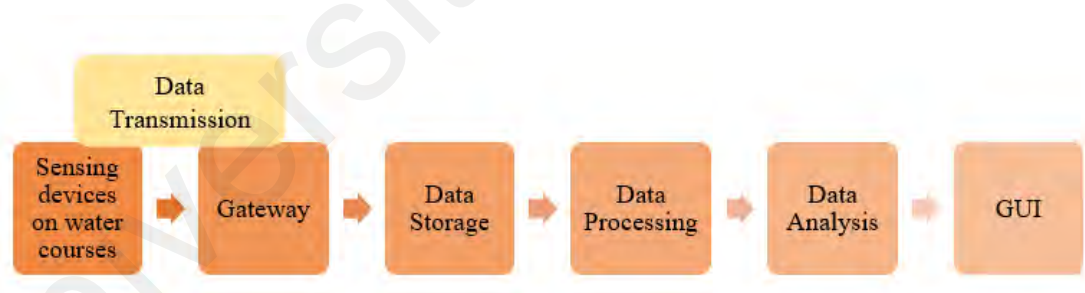 Data
Transmission
Sensing
devices
on water
courses
Gateway
Data
Storage
Data
Processing
Data
Analysis
GUI